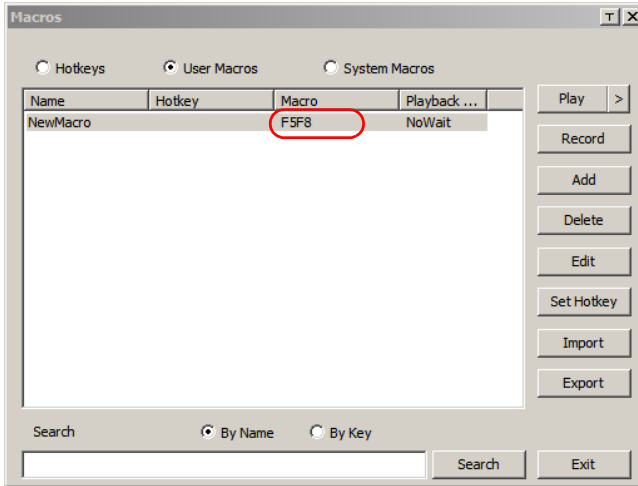 Macros
T X
Hotkeys User Macros System Macros
Name Hotkey Macro Playback ...
NewMacro F5F8 NoWait
Play >
Record
Add
Delete
Edit
Set Hotkey
Import
Export
Search By Name By Key
Search Exit